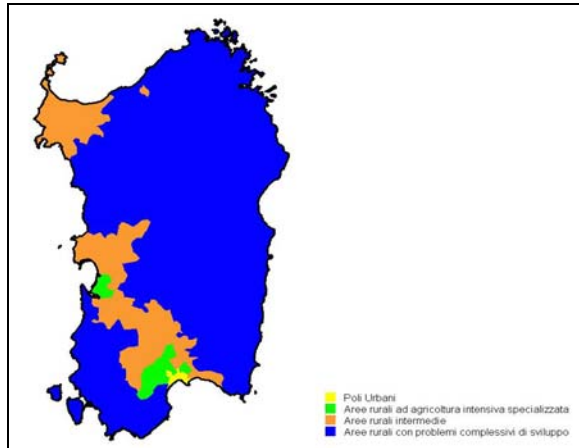 Poli Urbani
Aree rurali ad agricoltura intensiva specializzata
Aree rurali intermedie
Aree rurali con problemi complessivi di sviluppo